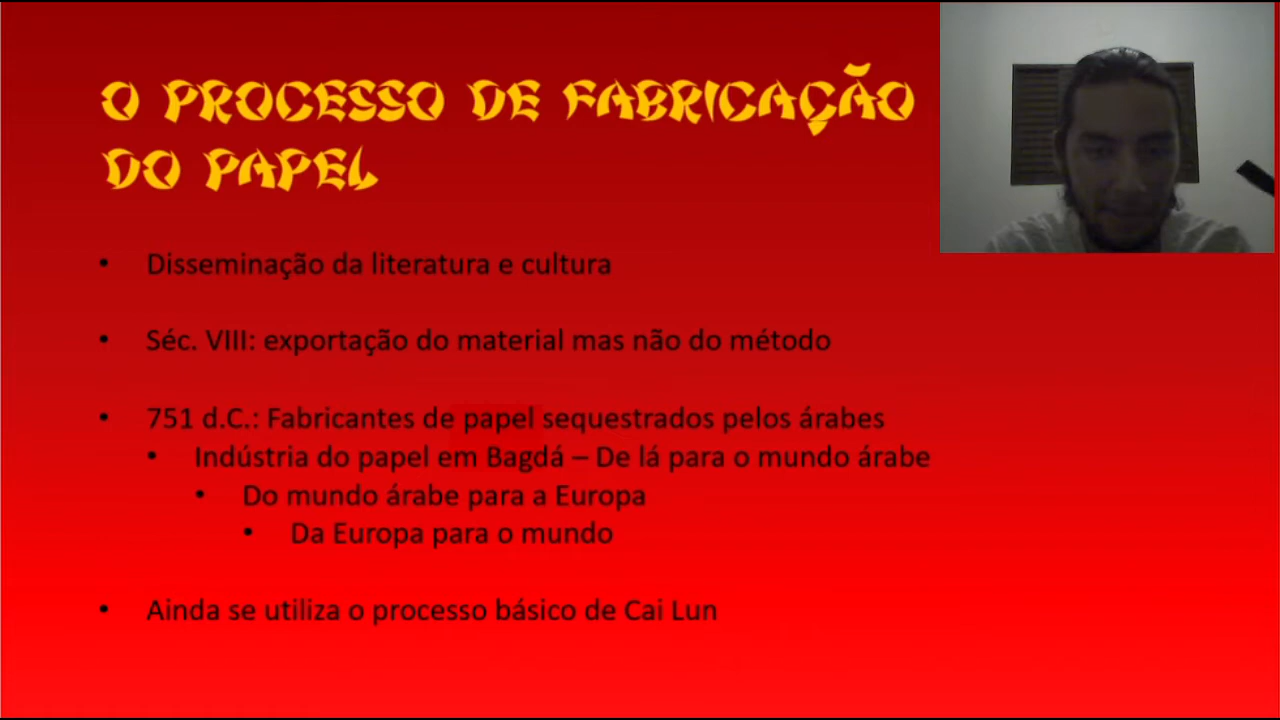 O PROCESSO DE FABRICAÇÃO
DO PAPEL
• Disseminação da literatura e cultura
• Séc. VIII: exportação do material mas não do método
• 751 d.C.: Fabricantes de papel sequestrados pelos árabes
• Indústria do papel em Bagdá – De lá para o mundo árabe
• Do mundo árabe para a Europa
• Da Europa para o mundo
• Ainda se utiliza o processo básico de Cai Lun